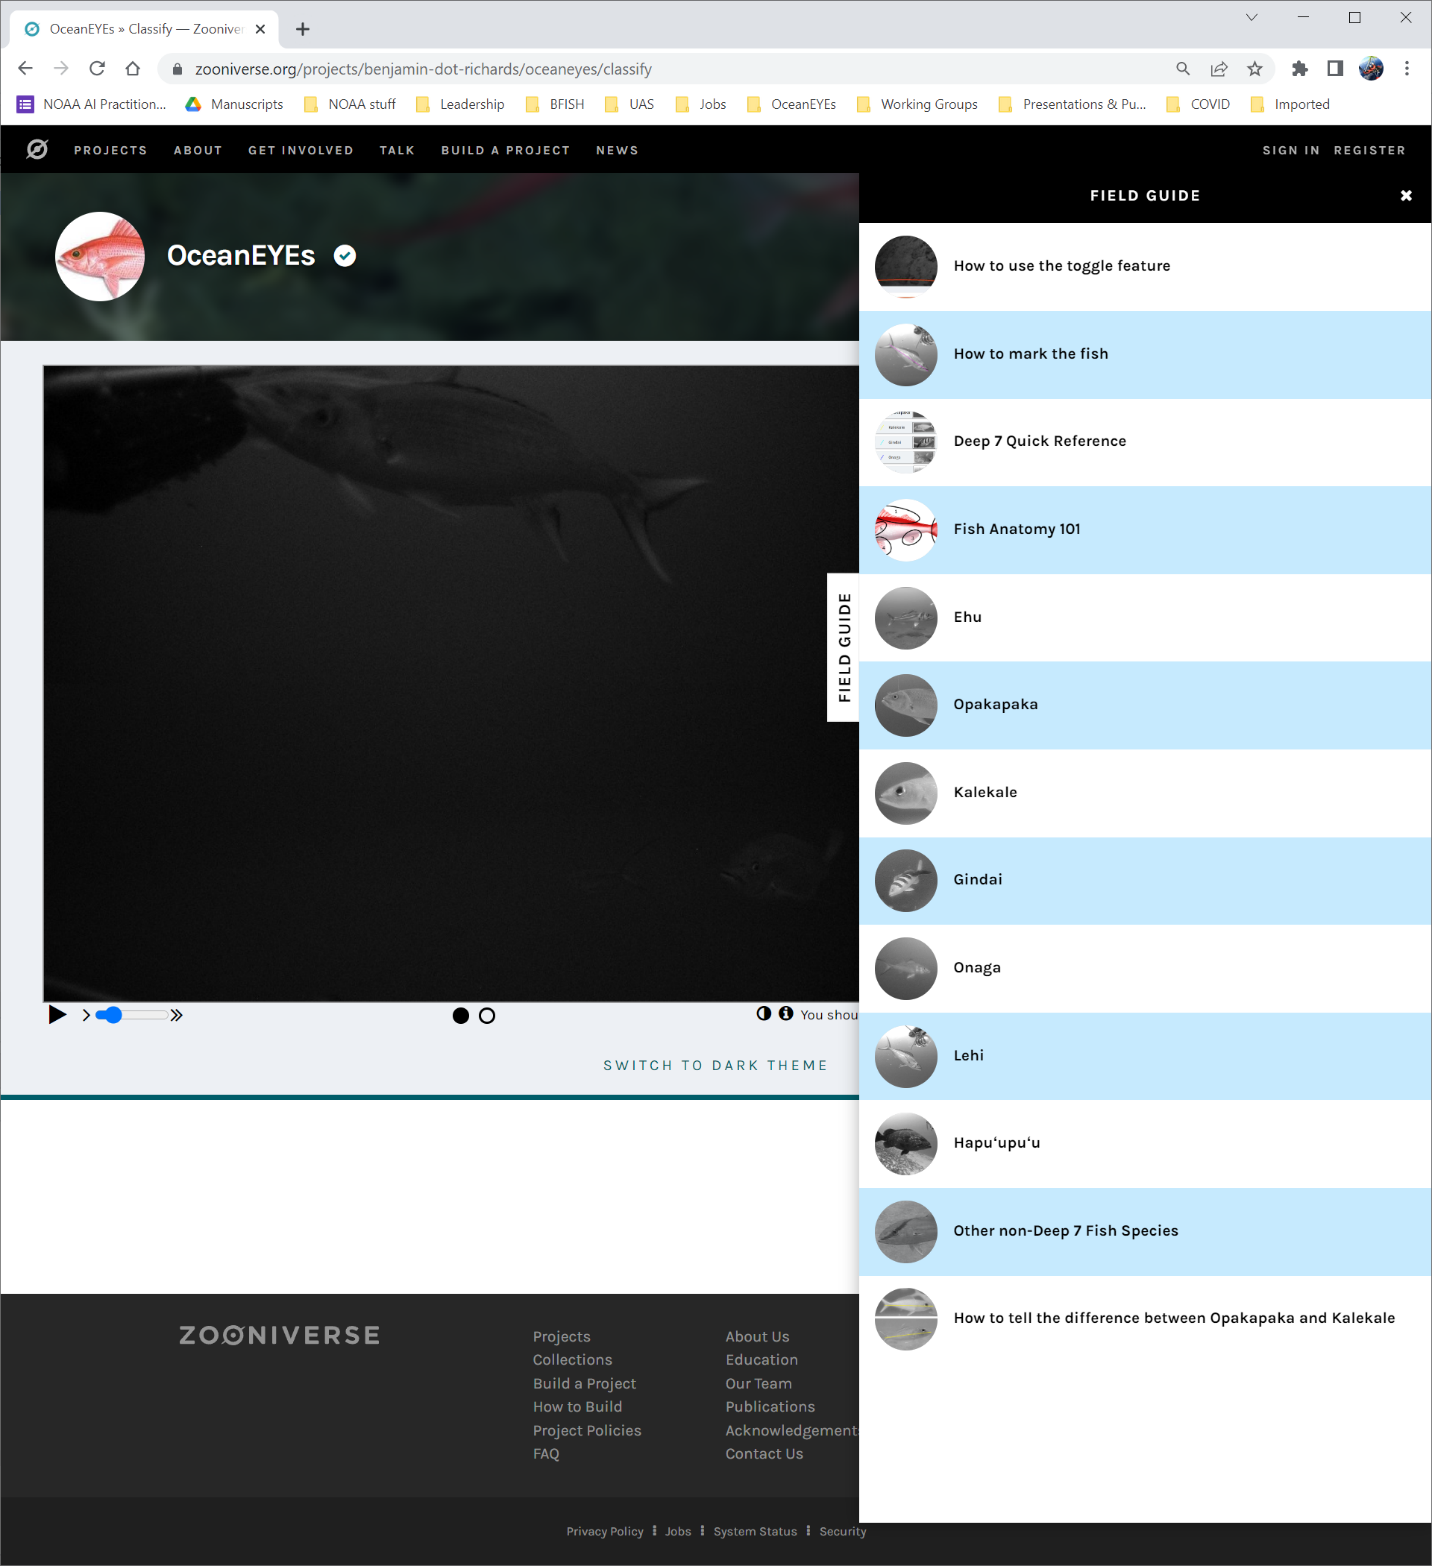 OceanEYEs » Classify — Zooniver
zooniverse.org/projects/benjamin-dot-richards/oceaneyes/classify
NOAA AI Practition... Manuscripts NOAA stuff Leadership BFISH UAS Jobs OceanEYEs Working Groups Presentations & Pu... COVID Imported
PROJECTS ABOUT GET INVOLVED TALK BUILD A PROJECT NEWS SIGN IN REGISTER
FIELD GUIDE
OceanEYEs
How to use the toggle feature
How to mark the fish
Deep 7 Quick Reference
Fish Anatomy 101
Ehu
FIELD GUIDE
Opakapaka
Kalekale
Gindai
Onaga
Lehi
Hapuʻupuʻu
Other non-Deep 7 Fish Species
How to tell the difference between Opakapaka and Kalekale
You shou
SWITCH TO DARK THEME
ZOONIVERSE
Projects
Collections
Build a Project
How to Build
Project Policies
FAQ
About Us
Education
Our Team
Publications
Acknowledgements
Contact Us
Privacy Policy Jobs System Status Security